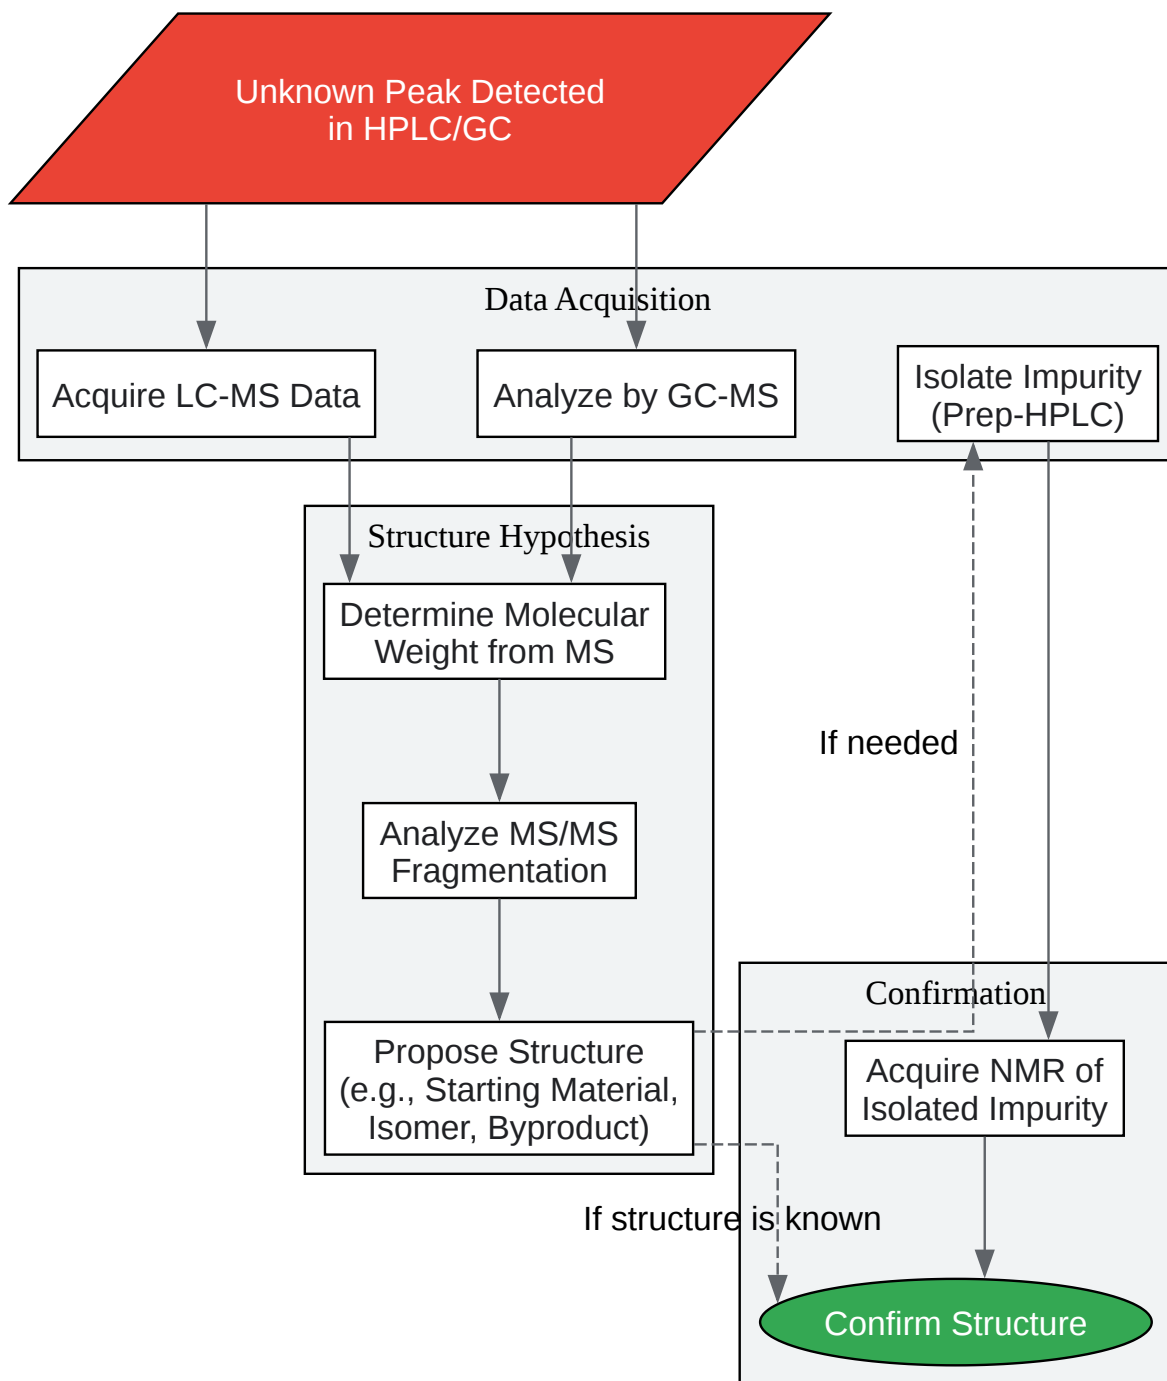 Unknown Peak Detected
in HPLC/GC
Data Acquisition
Acquire LC-MS Data
Analyze by GC-MS
Isolate Impurity
(Prep-HPLC)
Structure Hypothesis
Determine Molecular
Weight from MS
If needed
Analyze MS/MS
Fragmentation
Propose Structure
(e.g., Starting Material,
Isomer, Byproduct)
Confirmation
Acquire NMR of
Isolated Impurity
If structure is known
Confirm Structure